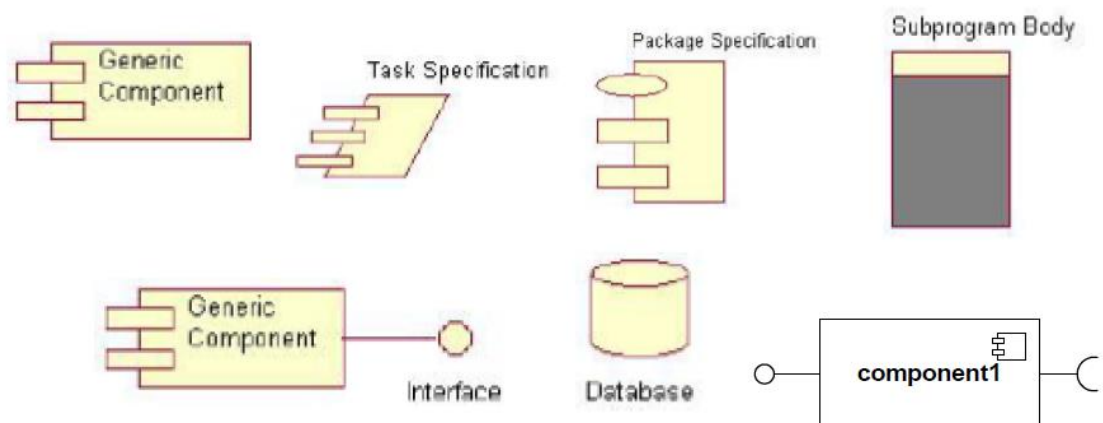 Generic
Component
Task Specification
Package Specification
Subprogram Body
Generic
Component
Interface
Database
component1